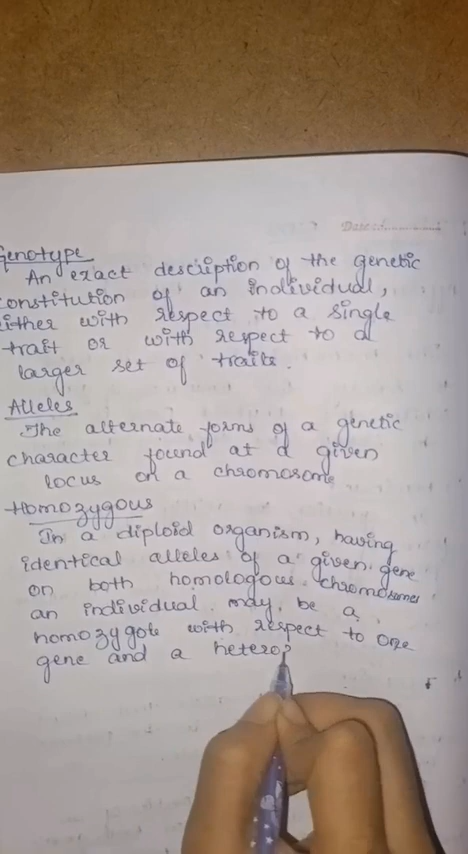 Dated
Genotype
An exact description of the genetic
constitution of an individual,
either with respect to a single
trait or with respect to a
larger set of traits.
Alleles
The alternate forms of a genetic
character found at a given
locus on a chromosome
Homozygous
In a diploid organism, having
identical alleles of a given gene
on both homologous chromosomes
an individual may be a
homozygote with respect to one
gene and a hetero